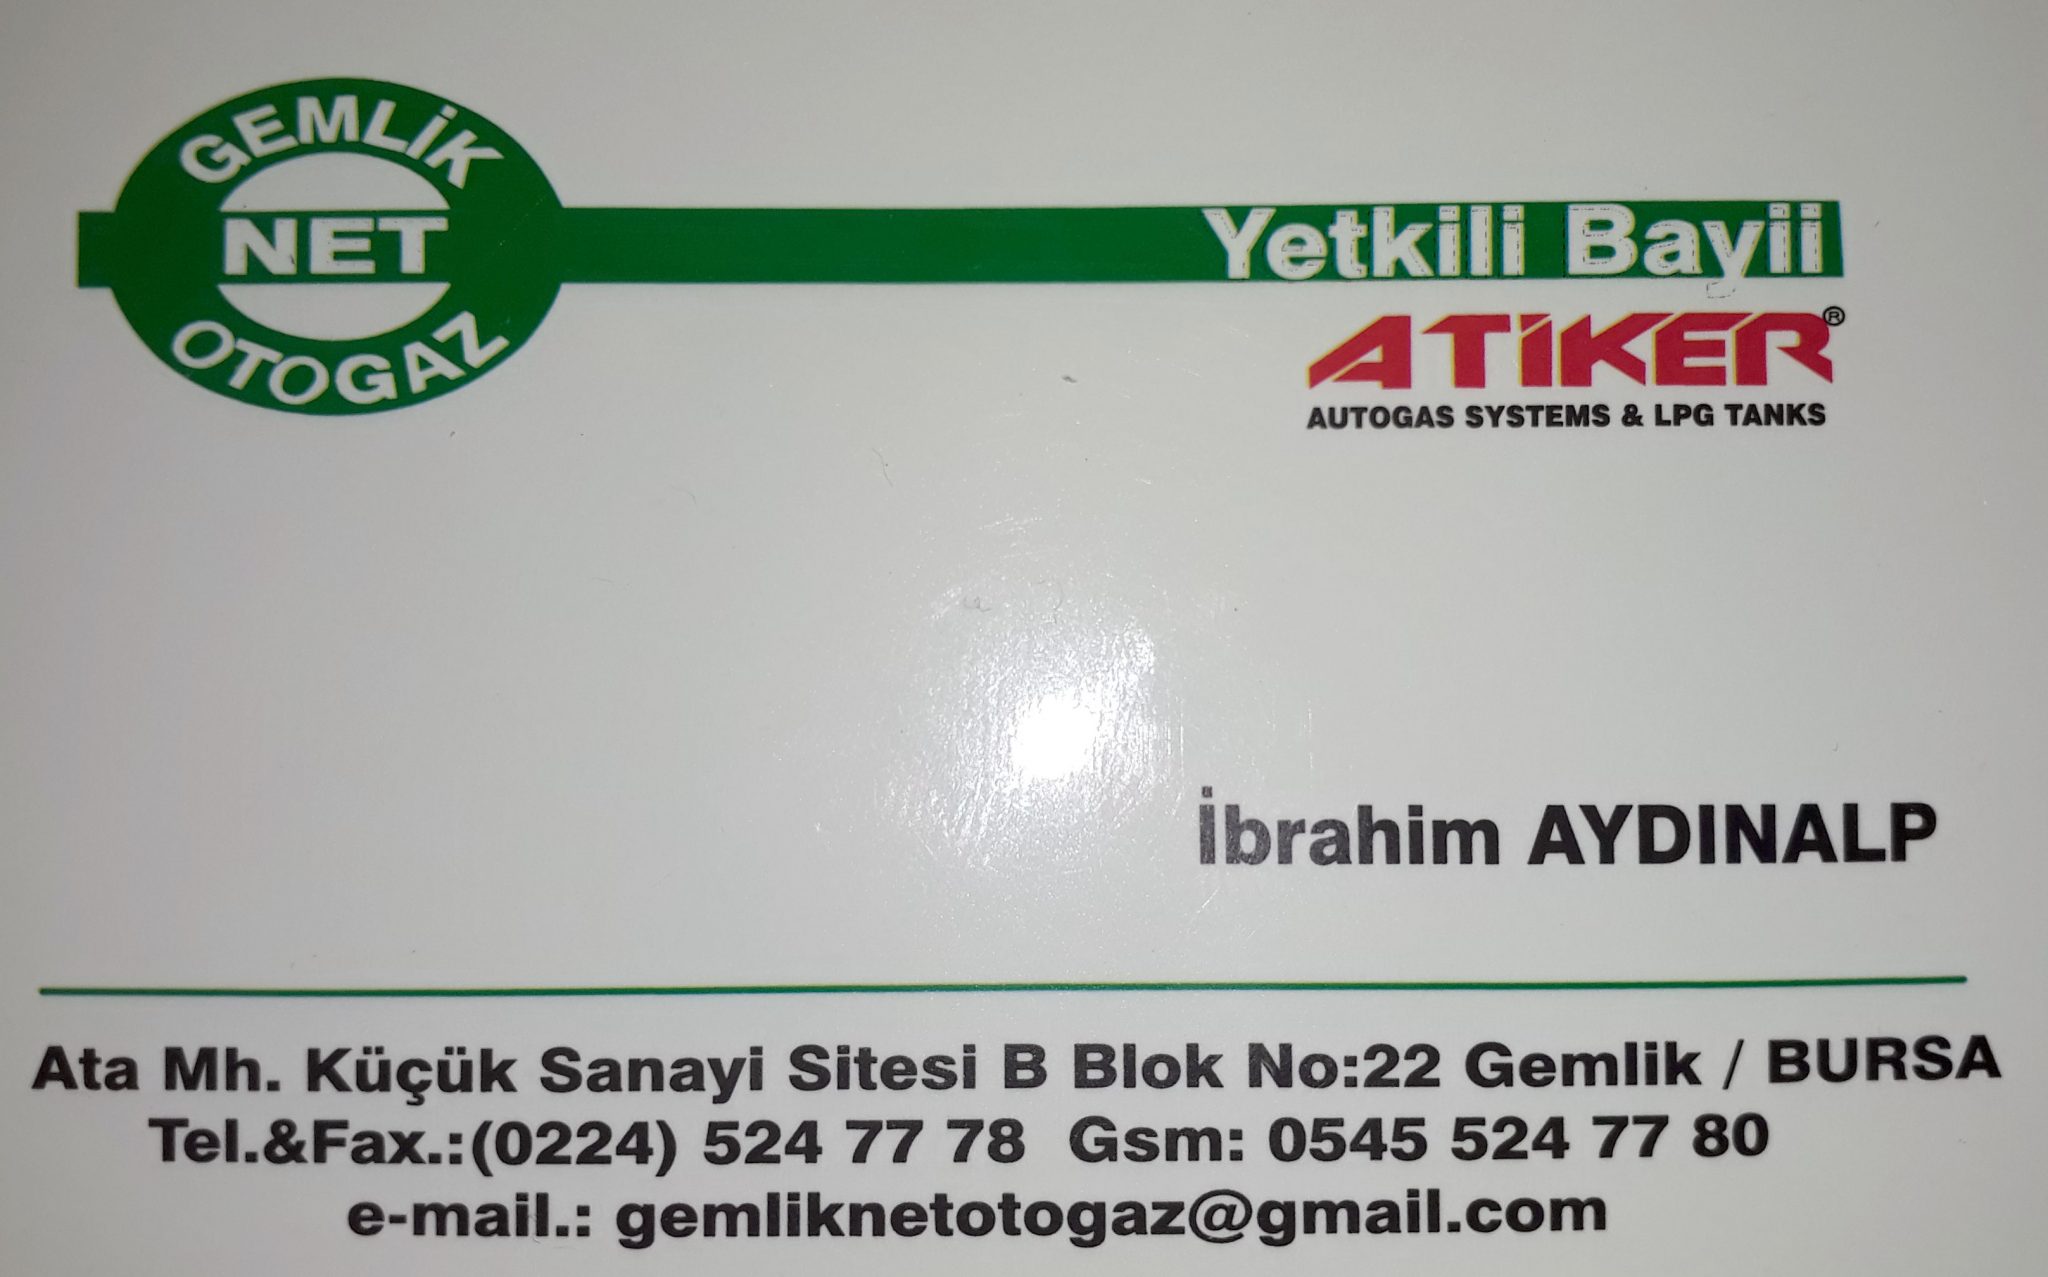 GEMLİK
NET
OTOGAZ
Yetkili Bayii
ATİKER®
AUTOGAS SYSTEMS & LPG TANKS
İbrahim AYDINALP
Ata Mh. Küçük Sanayi Sitesi B Blok No:22 Gemlik / BURSA
Tel.&Fax.:(0224) 524 77 78 Gsm: 0545 524 77 80
e-mail.: gemliknetotogaz@gmail.com